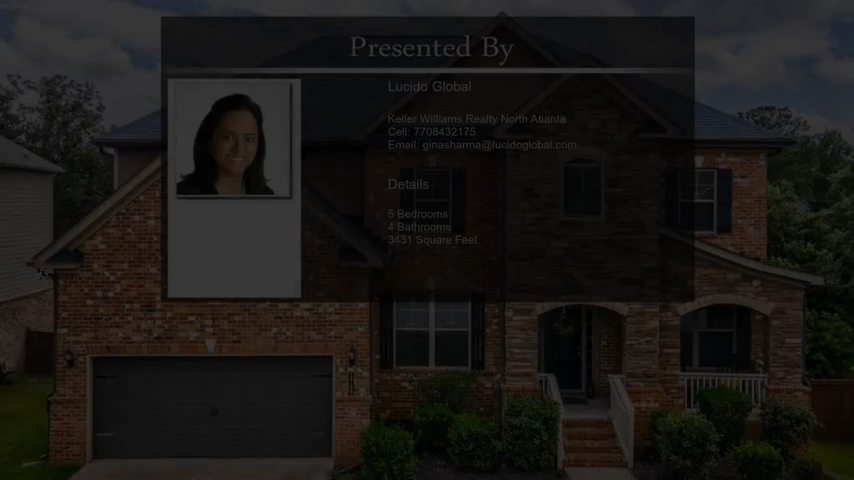 Presented By
Lucido Global
Keller Williams Realty North Atlanta
Cell: 7708432175
Email: ginasharma@lucidoglobal.com
Details
5 Bedrooms
4 Bathrooms
3431 Square Feet